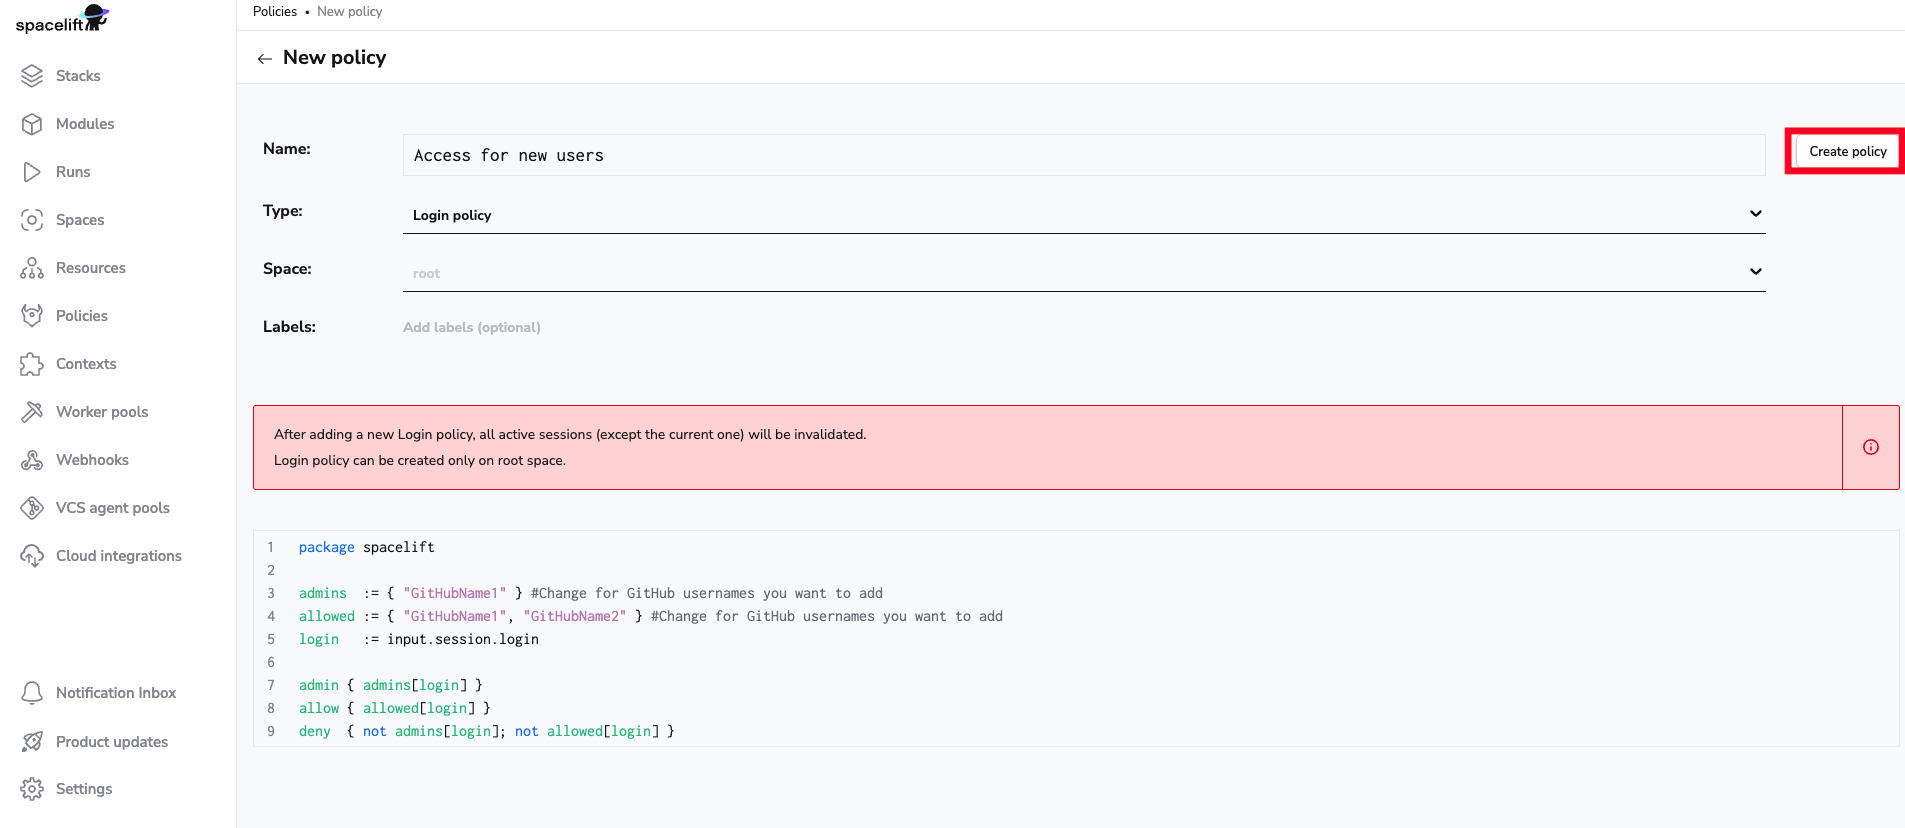 spacelift
Policies • New policy
← New policy
Stacks
Modules
Runs
Spaces
Resources
Policies
Contexts
Worker pools
Webhooks
VCS agent pools
Cloud integrations
Notification Inbox
Product updates
Settings
Name: Access for new users
Create policy
Type: Login policy
Space: root
Labels: Add labels (optional)
After adding a new Login policy, all active sessions (except the current one) will be invalidated.
Login policy can be created only on root space.
1 package spacelift
2
3 admins  := { "GitHubName1" } #Change for GitHub usernames you want to add
4 allowed := { "GitHubName1", "GitHubName2" } #Change for GitHub usernames you want to add
5 login   := input.session.login
6
7 admin { admins[login] }
8 allow { allowed[login] }
9 deny  { not admins[login]; not allowed[login] }